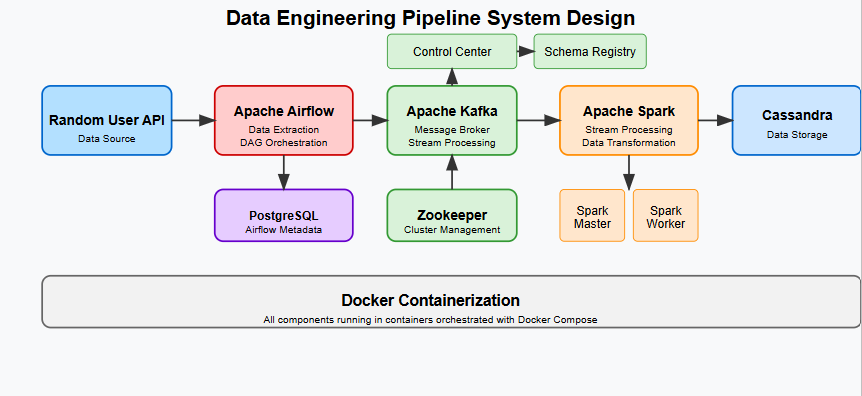 Data Engineering Pipeline System Design
Control Center
Schema Registry
Random User API
Data Source
Apache Airflow
Data Extraction
DAG Orchestration
Apache Kafka
Message Broker
Stream Processing
Apache Spark
Stream Processing
Data Transformation
Cassandra
Data Storage
PostgreSQL
Airflow Metadata
Zookeeper
Cluster Management
Spark
Master
Spark
Worker
Docker Containerization
All components running in containers orchestrated with Docker Compose